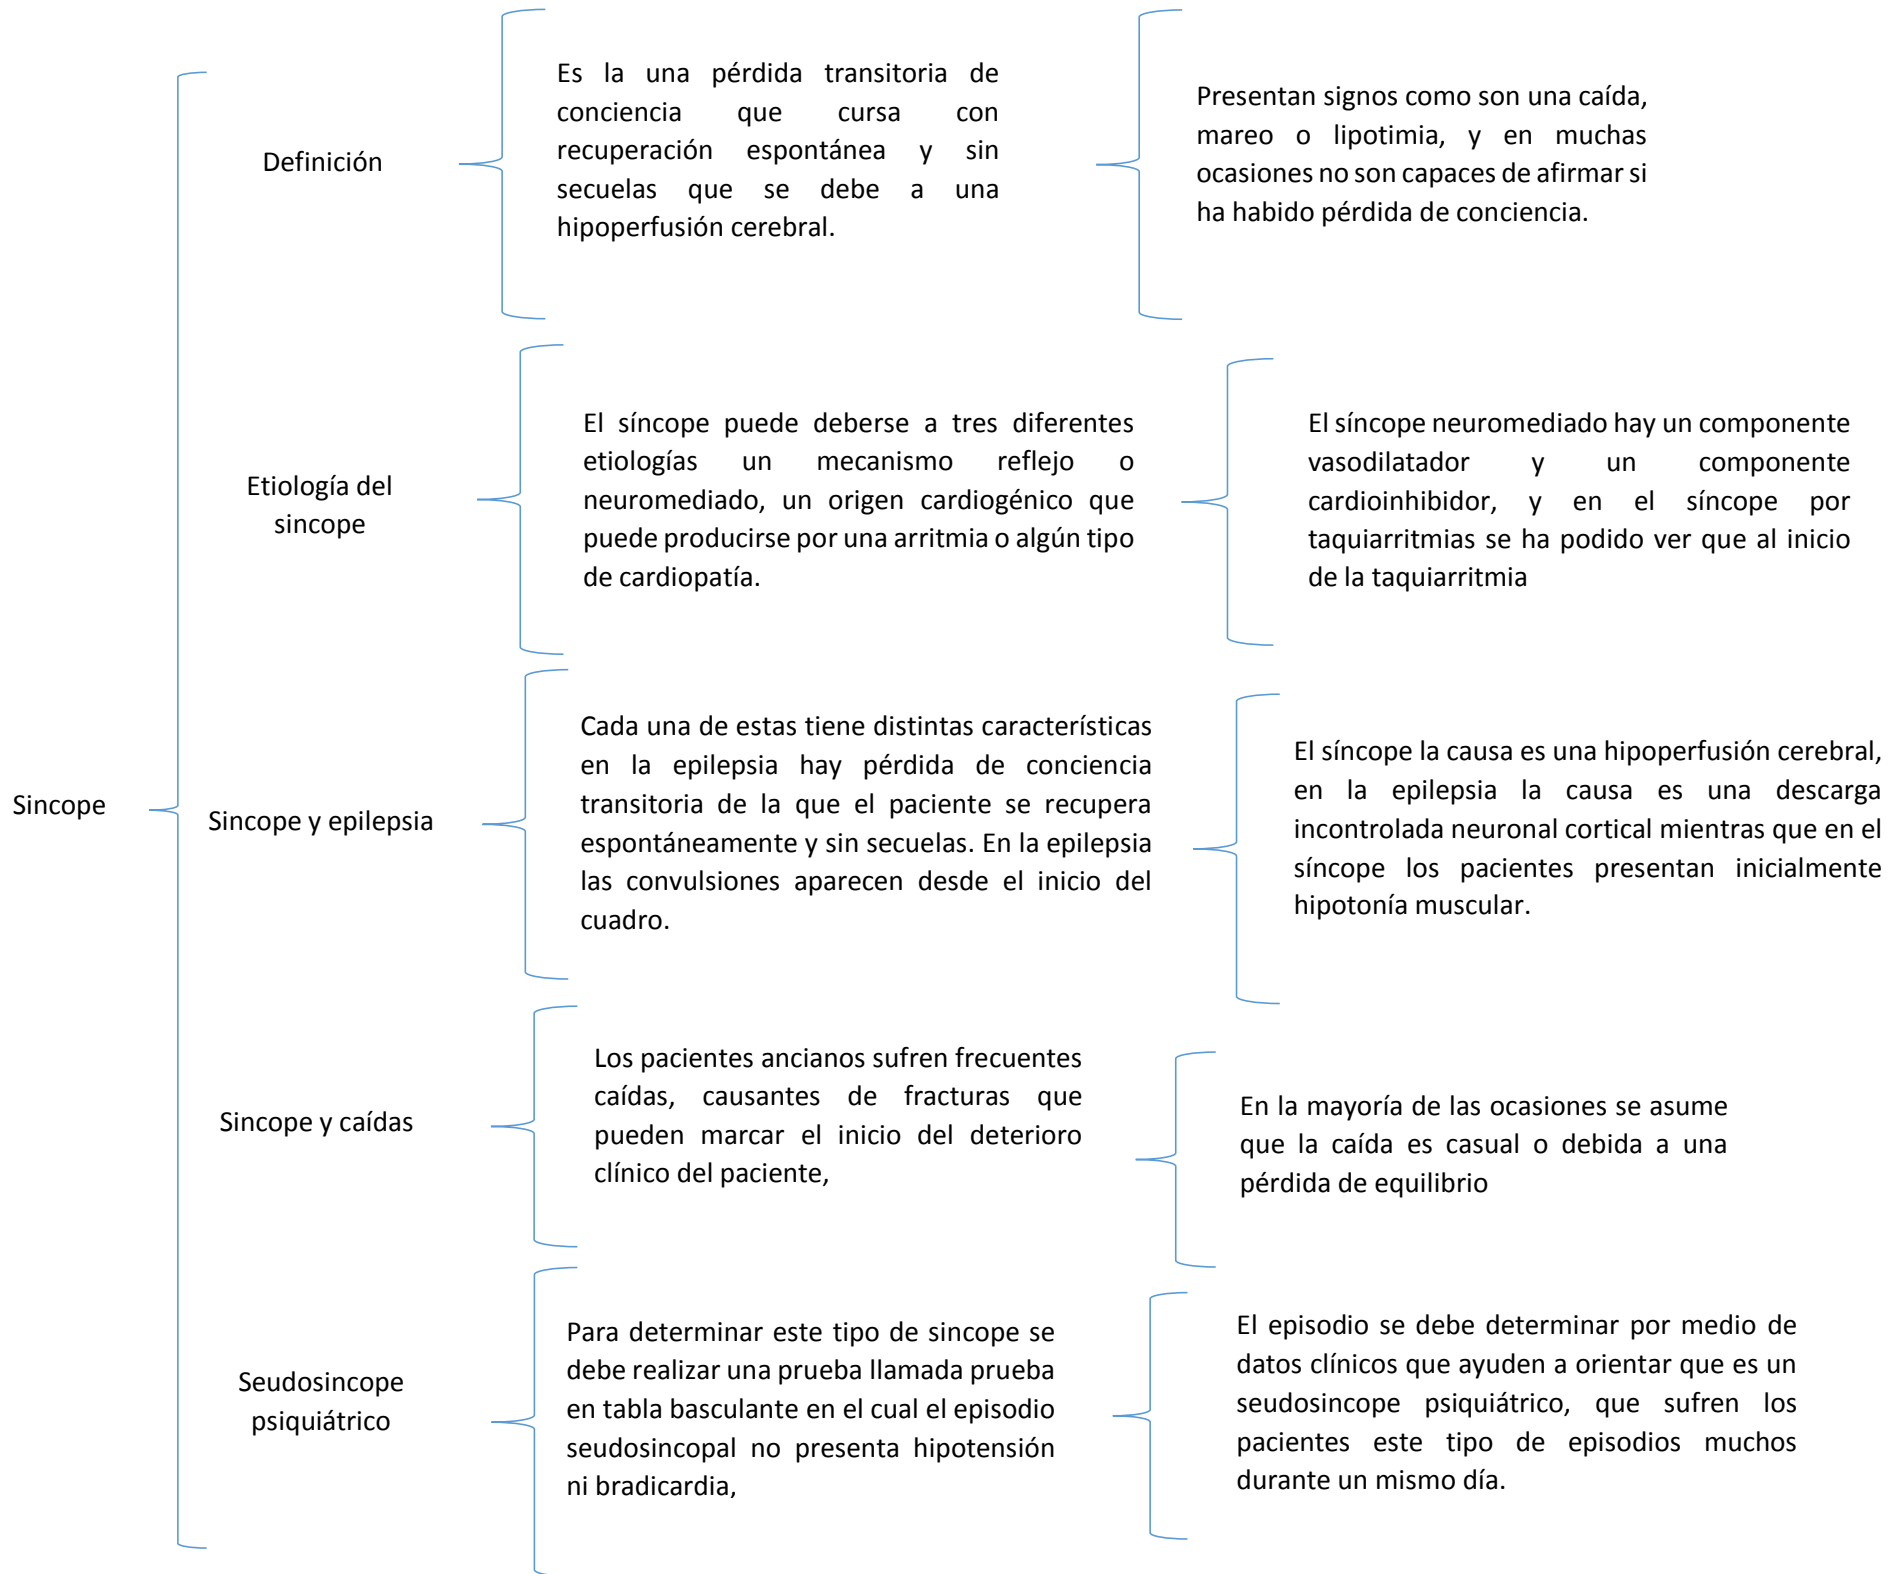 Sincope
Definición
Es la una pérdida transitoria de
conciencia que cursa con
recuperación espontánea y sin
secuelas que se debe a una
hipoperfusión cerebral.
Presentan signos como son una caída,
mareo o lipotimia, y en muchas
ocasiones no son capaces de afirmar si
ha habido pérdida de conciencia.
Etiología del
sincope
El síncope puede deberse a tres diferentes
etiologías un mecanismo reflejo o
neuromediado, un origen cardiogénico que
puede producirse por una arritmia o algún tipo
de cardiopatía.
El síncope neuromediado hay un componente
vasodilatador y un componente
cardioinhibidor, y en el síncope por
taquiarritmias se ha podido ver que al inicio
de la taquiarritmia
Sincope y epilepsia
Cada una de estas tiene distintas características
en la epilepsia hay pérdida de conciencia
transitoria de la que el paciente se recupera
espontáneamente y sin secuelas. En la epilepsia
las convulsiones aparecen desde el inicio del
cuadro.
El síncope la causa es una hipoperfusión cerebral,
en la epilepsia la causa es una descarga
incontrolada neuronal cortical mientras que en el
síncope los pacientes presentan inicialmente
hipotonía muscular.
Sincope y caídas
Los pacientes ancianos sufren frecuentes
caídas, causantes de fracturas que
pueden marcar el inicio del deterioro
clínico del paciente,
En la mayoría de las ocasiones se asume
que la caída es casual o debida a una
pérdida de equilibrio
Seudosincope
psiquiátrico
Para determinar este tipo de sincope se
debe realizar una prueba llamada prueba
en tabla basculante en el cual el episodio
seudosincopal no presenta hipotensión
ni bradicardia,
El episodio se debe determinar por medio de
datos clínicos que ayuden a orientar que es un
seudosincope psiquiátrico, que sufren los
pacientes este tipo de episodios muchos
durante un mismo día.